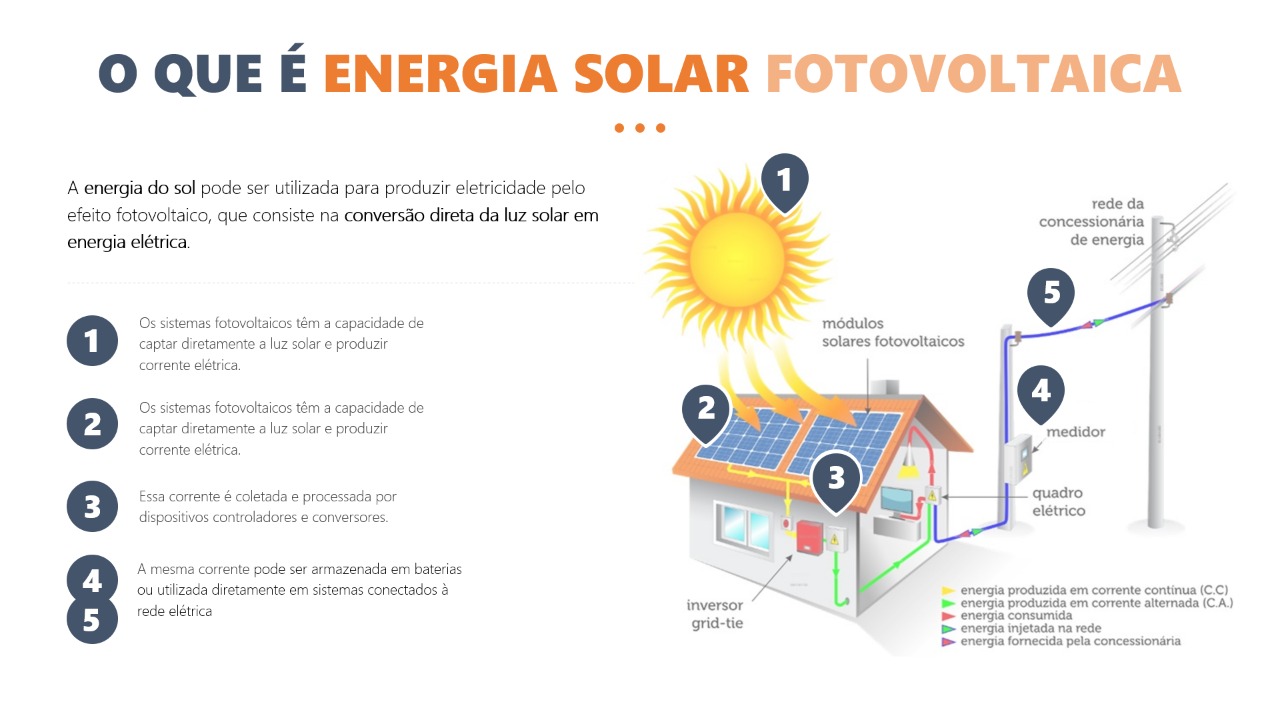 O QUE É ENERGIA SOLAR FOTOVOLTAICA
A energia do sol pode ser utilizada para produzir eletricidade pelo
efeito fotovoltaico, que consiste na conversão direta da luz solar em
energia elétrica.
1
Os sistemas fotovoltaicos têm a capacidade de
captar diretamente a luz solar e produzir
corrente elétrica.
2
Os sistemas fotovoltaicos têm a capacidade de
captar diretamente a luz solar e produzir
corrente elétrica.
3
Essa corrente é coletada e processada por
dispositivos controladores e conversores.
4
5
A mesma corrente pode ser armazenada em baterias
ou utilizada diretamente em sistemas conectados à
rede elétrica
1
rede da
concessionária
de energia
5
módulos
solares fotovoltaicos
2
4
medidor
3
quadro
elétrico
inversor
grid-tie
energia produzida em corrente contínua (C.C)
energia produzida em corrente alternada (C.A.)
energia consumida
energia injetada na rede
energia fornecida pela concessionária